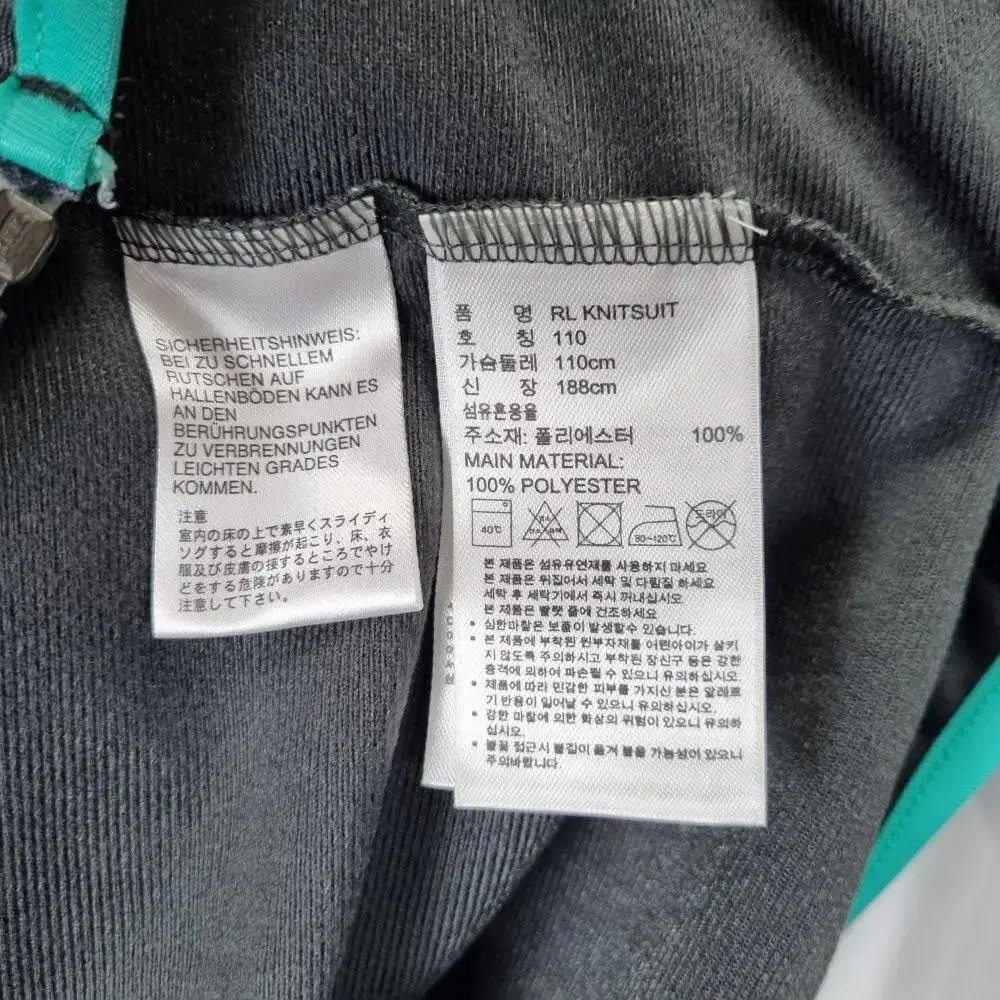 SICHERHEITSHINWEIS:
BEI ZU SCHNELLEM
RUTSCHEN AUF
HALLENBÖDEN KANN ES
AN DEN
BERÜHRUNGSPUNKTEN
ZU VERBRENNUNGEN
LEICHTEN GRADES
KOMMEN.
注意
室内の床の上で素早くスライディ
ングすると摩擦が起こり、床、衣
服及び皮膚の接するところでやけ
どをする危険がありますので十分
注意して下さい。
품 명 RL KNITSUIT
호 칭 110
가슴둘레 110cm
신 장 188cm
섬유혼용율
주소재: 폴리에스터 100%
MAIN MATERIAL:
100% POLYESTER
40℃ 염소 80~120℃ 드라이
본 제품은 섬유유연제를 사용하지 마세요
본 제품은 뒤집어서 세탁 및 다림질 하세요
세탁 후 세탁기에서 즉시 꺼내십시오
본 제품은 빨랫 줄에 건조하세요
• 심한마찰은 보풀이 발생할수 있습니다.
• 본 제품에 부착된 원부자재를 어린아이가 삼키
지 않도록 주의하시고 부착된 장신구 등은 강한
충격에 의하여 파손될 수 있으니 유의하십시오.
• 제품에 따라 민감한 피부를 가지신 분은 알레르
기 반응이 일어날 수 있으니 유의하십시오.
• 강한 마찰에 의한 화상의 위험이 있으니 유의하
십시오.
• 불꽃 접근시 불길이 옮겨 붙을 가능성이 있으니
주의바랍니다.